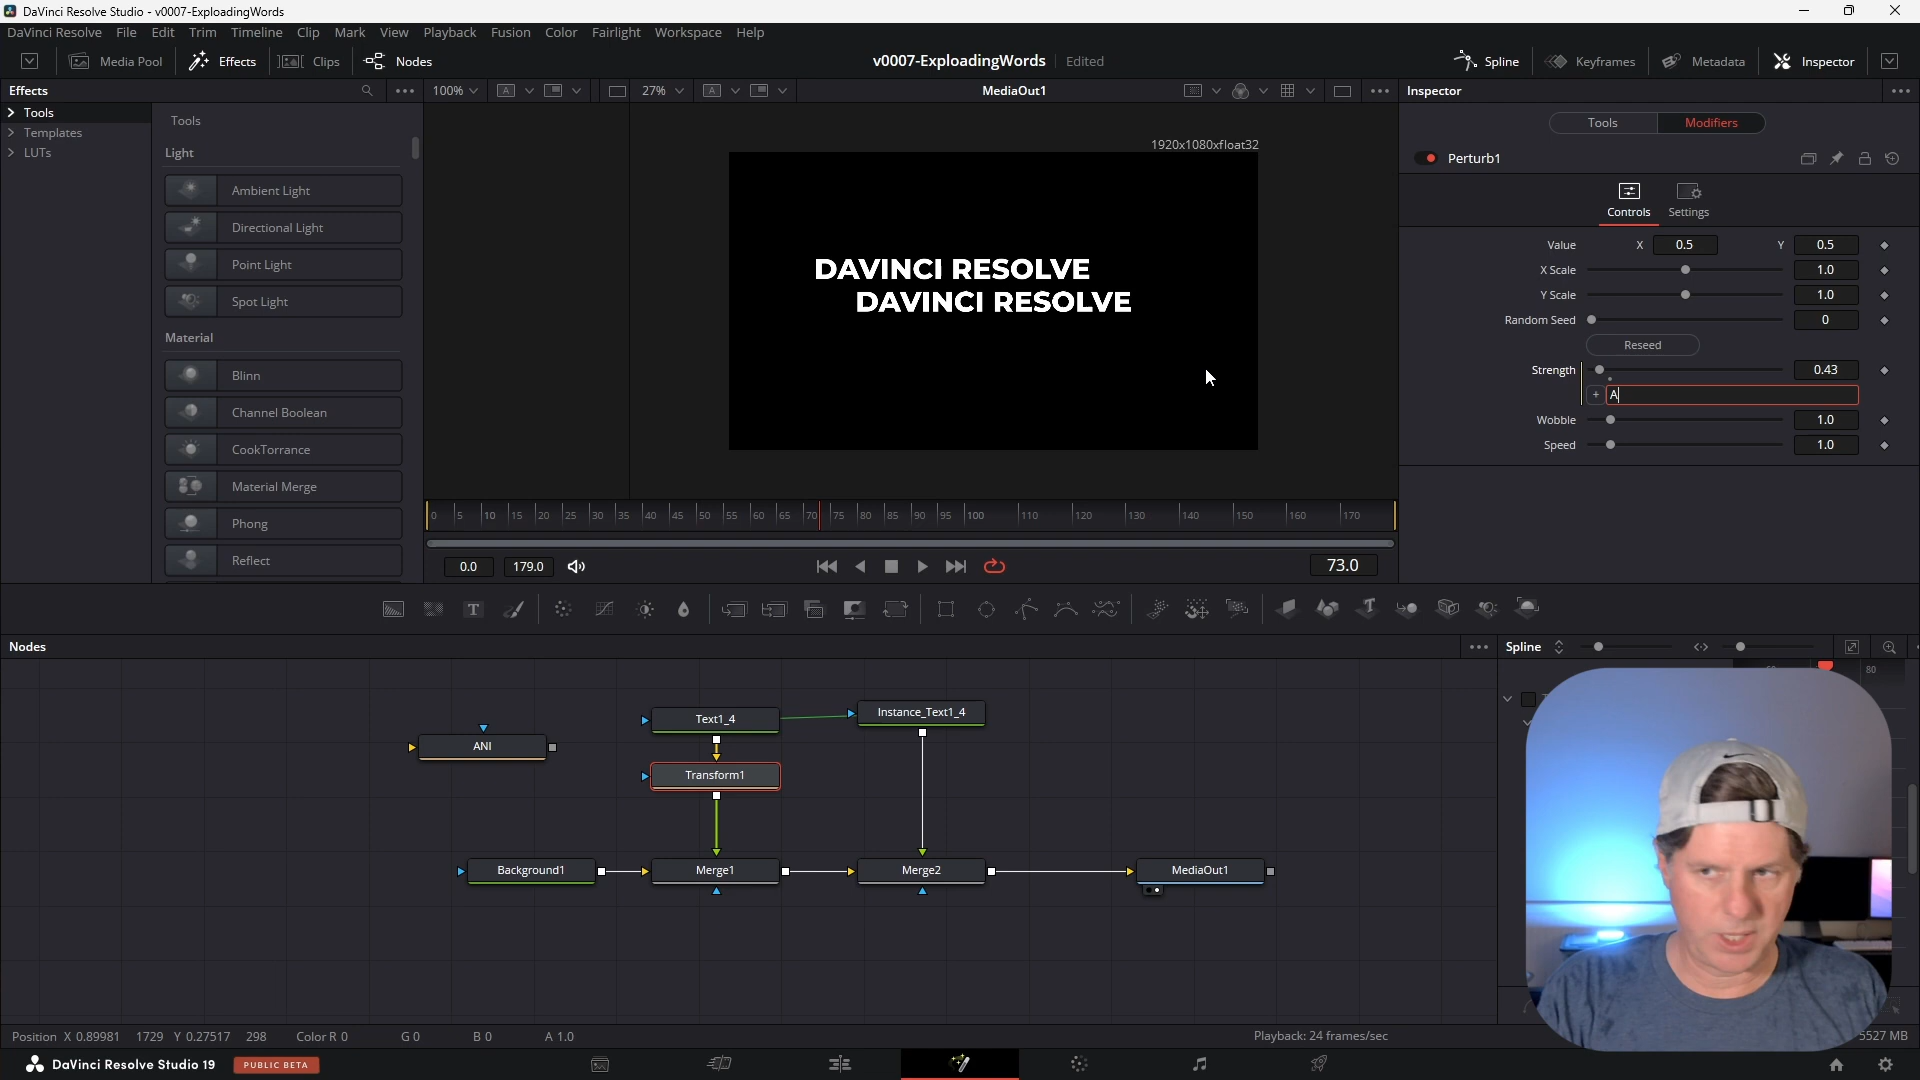 DaVinci Resolve Studio - v0007-ExploadingWords
DaVinci Resolve File Edit Trim Timeline Clip Mark View Playback Fusion Color Fairlight Workspace Help
Media Pool Effects Clips Nodes v0007-ExploadingWords Edited Spline Keyframes Metadata Inspector
Effects 100% A 27% A MediaOut1 Inspector
Tools
Templates
LUTs
Tools
Light
Ambient Light
Directional Light
Point Light
Spot Light
Material
Blinn
Channel Boolean
CookTorrance
Material Merge
Phong
Reflect
1920x1080xfloat32
DAVINCI RESOLVE
DAVINCI RESOLVE
0 5 10 15 20 25 30 35 40 45 50 55 60 65 70 75 80 85 90 95 100 110 120 130 140 150 160 170
0.0 179.0 73.0
Tools Modifiers
Perturb1
Controls Settings
Value X 0.5 Y 0.5
X Scale 1.0
Y Scale 1.0
Random Seed 0
Reseed
Strength 0.43
+ A
Wobble 1.0
Speed 1.0
T
Nodes Spline
80
ANI
Text1_4
Instance_Text1_4
Transform1
Background1 Merge1 Merge2 MediaOut1
Position X 0.89981 1729 Y 0.27517 298 Color R 0 G 0 B 0 A 1.0 Playback: 24 frames/sec 5527 MB
DaVinci Resolve Studio 19 PUBLIC BETA